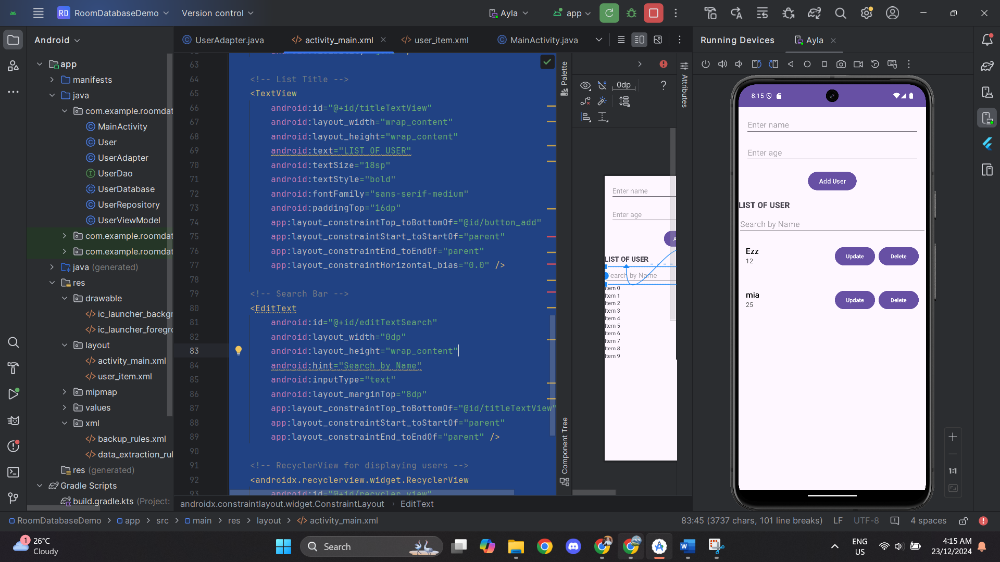 RD RoomDatabaseDemo Version control Ayla app
Android
UserAdapter.java activity_main.xml user_item.xml MainActivity.java
Running Devices Ayla
app
manifests
java
com.example.roomdat
MainActivity
User
UserAdapter
UserDao
UserDatabase
UserRepository
UserViewModel
com.example.roomdat
com.example.roomdat
java (generated)
res
drawable
ic_launcher_backgr
ic_launcher_foregro
layout
activity_main.xml
user_item.xml
mipmap
values
xml
backup_rules.xml
data_extraction_rul
res (generated)
Gradle Scripts
build.gradle.kts (Project:
63
64 <!-- List Title -->
65 <TextView
66 android:id="@+id/titleTextView"
67 android:layout_width="wrap_content"
68 android:layout_height="wrap_content"
69 android:text="LIST OF USER"
70 android:textSize="18sp"
71 android:textStyle="bold"
72 android:fontFamily="sans-serif-medium"
73 android:paddingTop="16dp"
74 app:layout_constraintTop_toBottomOf="@id/button_add"
75 app:layout_constraintStart_toStartOf="parent"
76 app:layout_constraintEnd_toEndOf="parent"
77 app:layout_constraintHorizontal_bias="0.0" />
78
79 <!-- Search Bar -->
80 <EditText
81 android:id="@+id/editTextSearch"
82 android:layout_width="0dp"
83 android:layout_height="wrap_content"
84 android:hint="Search by Name"
85 android:inputType="text"
86 android:layout_marginTop="8dp"
87 app:layout_constraintTop_toBottomOf="@id/titleTextView"
88 app:layout_constraintStart_toStartOf="parent"
89 app:layout_constraintEnd_toEndOf="parent" />
90
91 <!-- RecyclerView for displaying users -->
92 <androidx.recyclerview.widget.RecyclerView
93 android:id="@+id/recycler_view"
androidx.constraintlayout.widget.ConstraintLayout › EditText
Palette
Component Tree
0dp
?
Attributes
Enter name
Enter age
A
LIST OF USER
Search by Name
Item 0
Item 1
Item 2
Item 3
Item 4
Item 5
Item 6
Item 7
Item 8
Item 9
8:15
Enter name
Enter age
Add User
LIST OF USER
Search by Name
Ezz
12
Update Delete
mia
25
Update Delete
1:1
RoomDatabaseDemo > app > src > main > res > layout > activity_main.xml
83:45 (3737 chars, 101 line breaks) LF UTF-8 4 spaces
1
26°C
Cloudy
Search
ENG
US
4:15 AM
23/12/2024